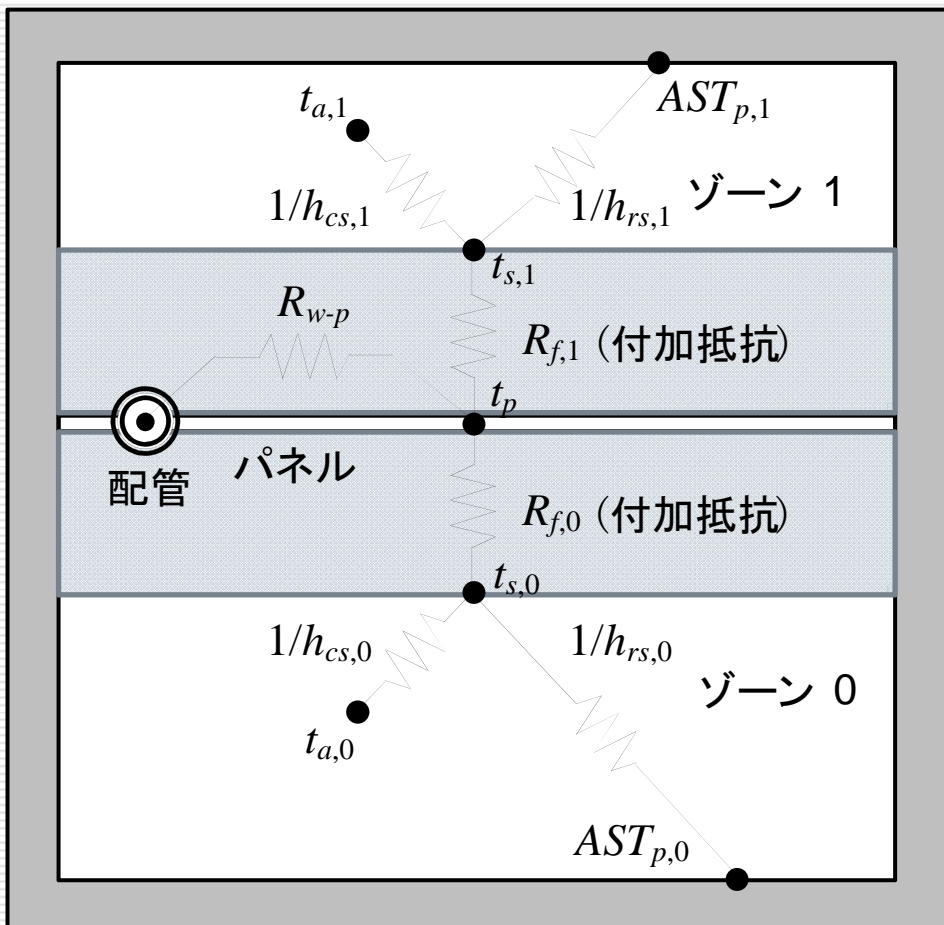 t_{a,1}
AST_{p,1}
ゾーン 1
1/h_{cs,1}
1/h_{rs,1}
t_{s,1}
R_{w-p}
R_{f,1} (付加抵抗)
t_p
配管
パネル
R_{f,0} (付加抵抗)
t_{s,0}
1/h_{cs,0}
1/h_{rs,0}
ゾーン 0
t_{a,0}
AST_{p,0}